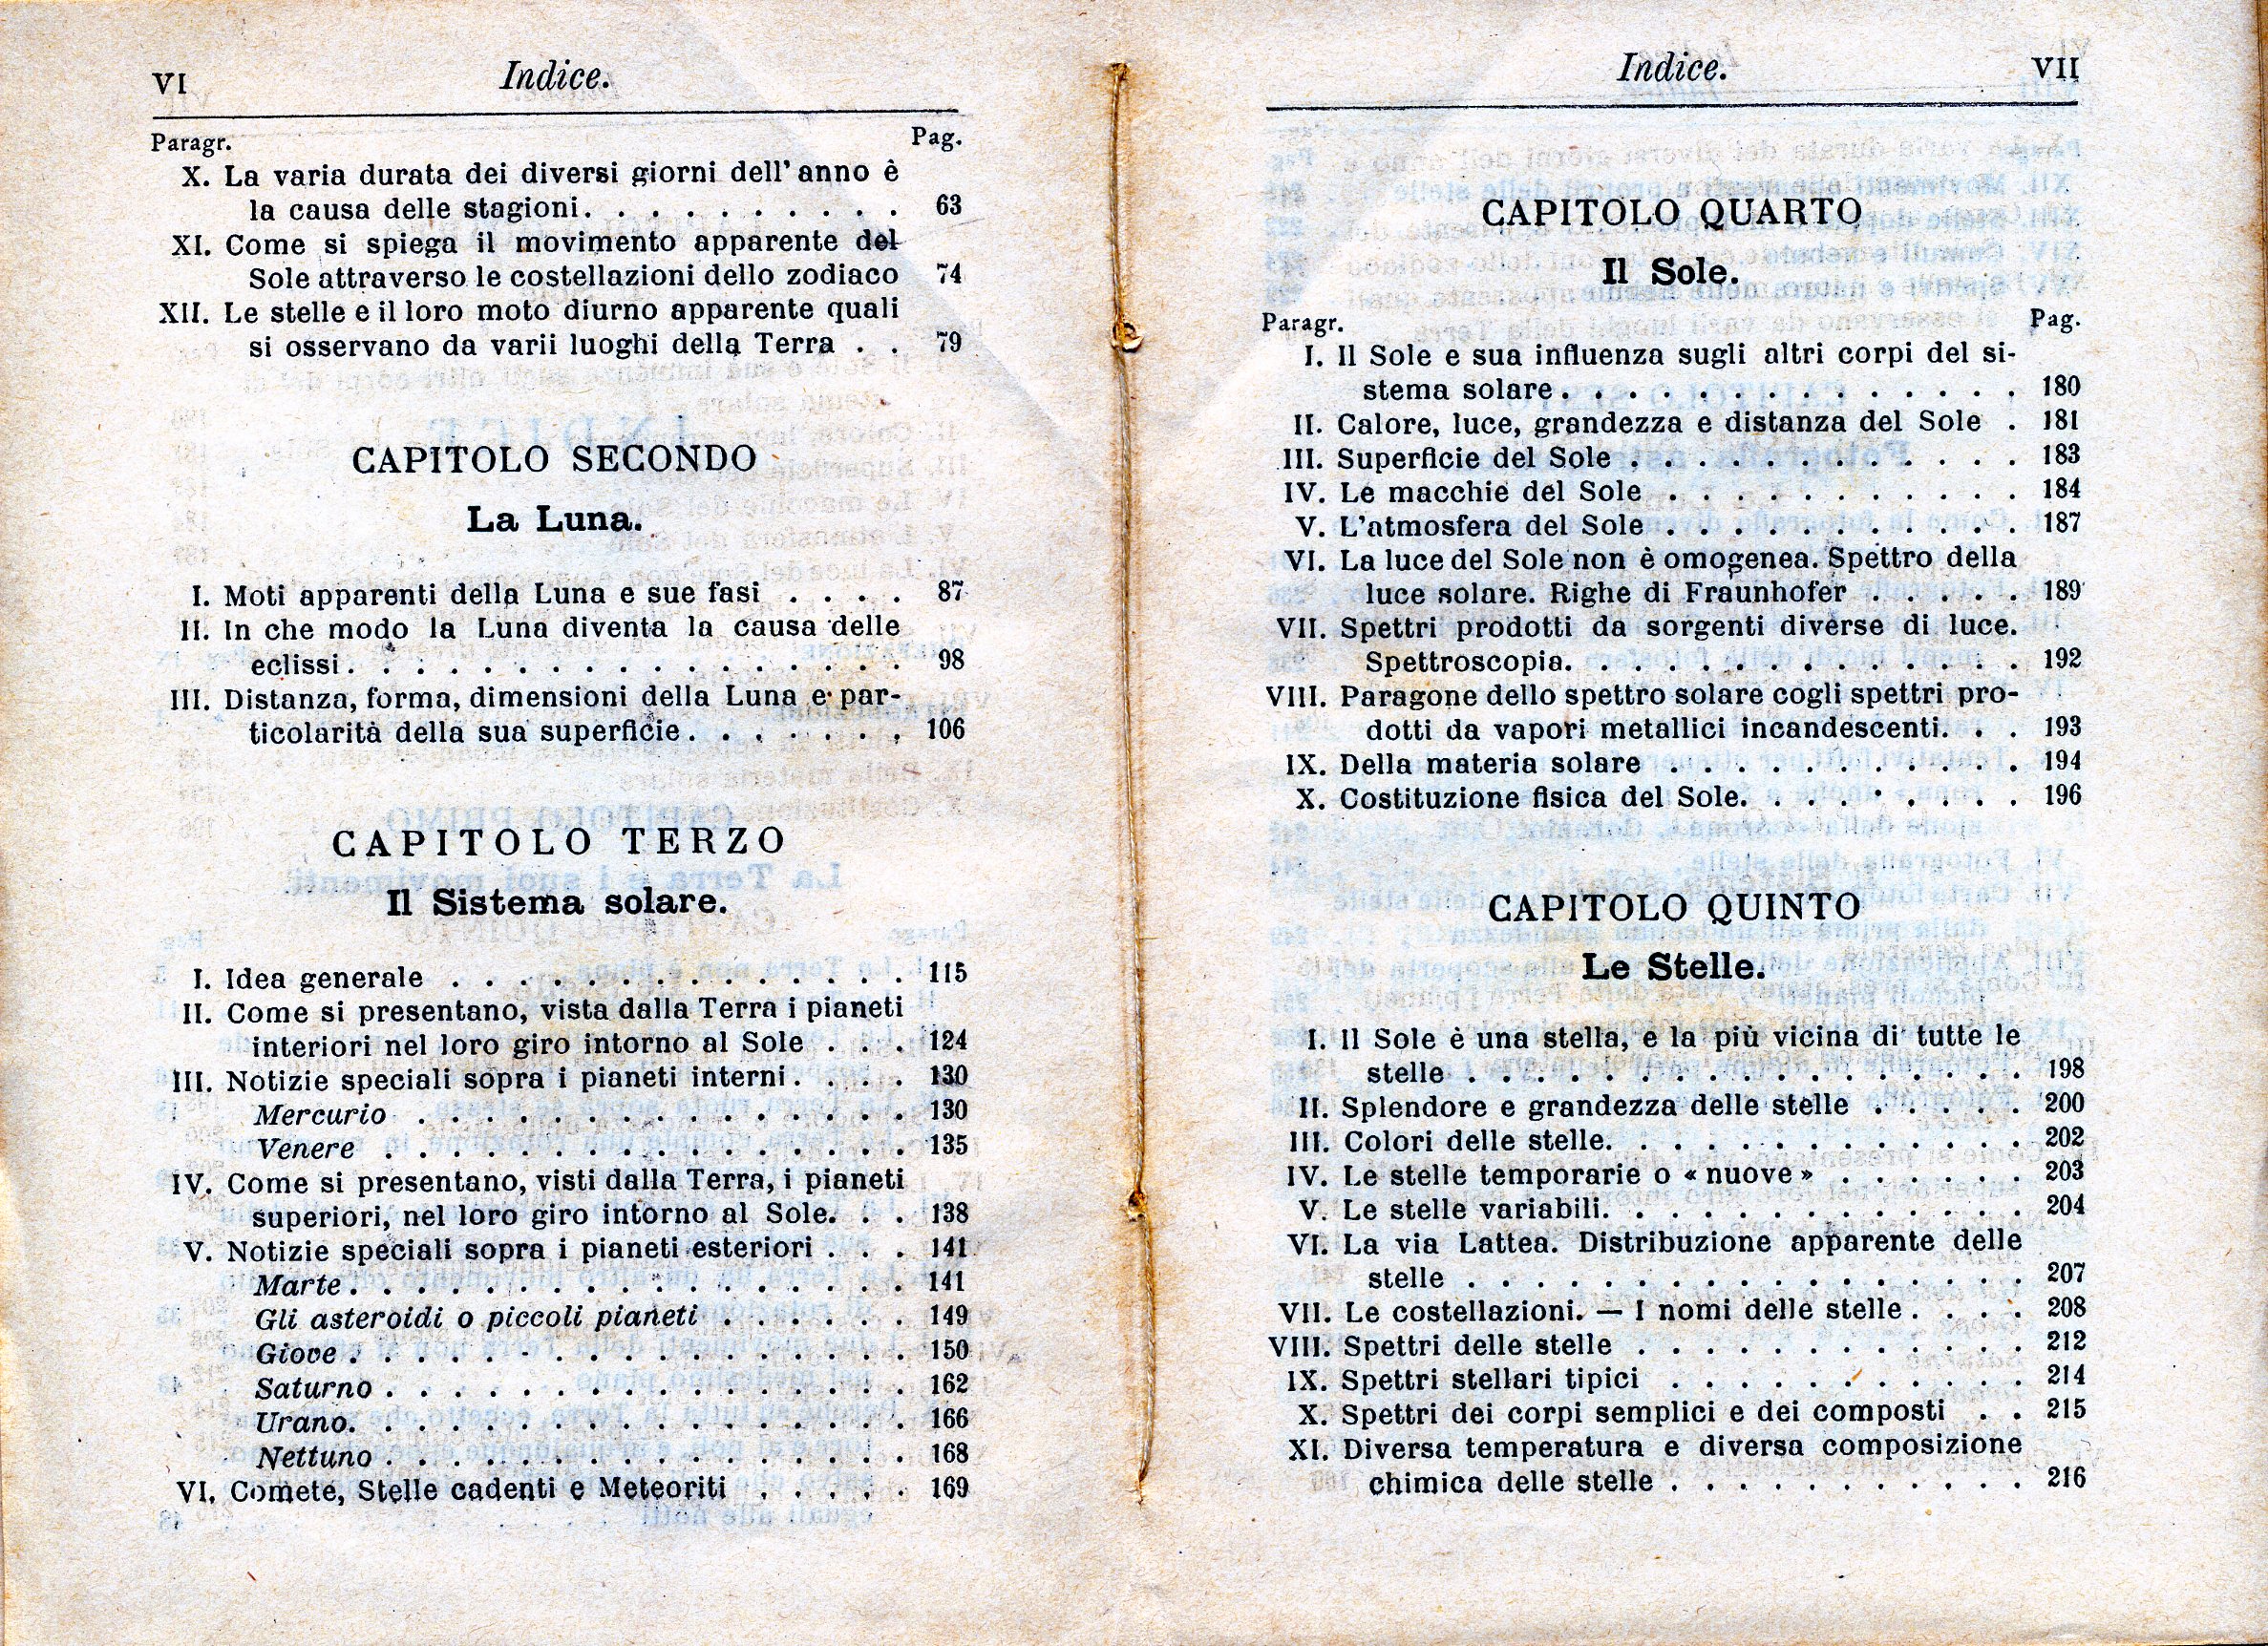 VI Indice.
Paragr. Pag.
X. La varia durata dei diversi giorni dell' anno è
la causa delle stagioni. . . . . . . . . . 63
XI. Come si spiega il movimento apparente del
Sole attraverso le costellazioni dello zodiaco 74
XII. Le stelle e il loro moto diurno apparente quali
si osservano da varii luoghi della Terra . . 79
CAPITOLO SECONDO
La Luna.
I. Moti apparenti della Luna e sue fasi . . . . 87
II. In che modo la Luna diventa la causa delle
eclissi. . . . . . . . . . . . . . . . . 98
III. Distanza, forma, dimensioni della Luna e par-
ticolarità della sua superficie. . . . . . . 106
CAPITOLO TERZO
Il Sistema solare.
I. Idea generale . . . . . . . . . . . . . . 115
II. Come si presentano, vista dalla Terra i pianeti
interiori nel loro giro intorno al Sole . . . 124
III. Notizie speciali sopra i pianeti interni. . . . 130
Mercurio . . . . . . . . . . . . . . . 130
Venere . . . . . . . . . . . . . . . . 135
IV. Come si presentano, visti dalla Terra, i pianeti
superiori, nel loro giro intorno al Sole. . . 138
V. Notizie speciali sopra i pianeti esteriori . . . 141
Marte. . . . . . . . . . . . . . . . . 141
Gli asteroidi o piccoli pianeti . . . . . . 149
Giove . . . . . . . . . . . . . . . . . 150
Saturno . . . . . . . . . . . . . . . . 162
Urano. . . . . . . . . . . . . . . . . 166
Nettuno . . . . . . . . . . . . . . . . 168
VI. Comete, Stelle cadenti e Meteoriti . . . . . 169
Indice. VII
CAPITOLO QUARTO
Il Sole.
Paragr. Pag.
I. Il Sole e sua influenza sugli altri corpi del si-
stema solare . . . . . . . . . . . . . . 180
II. Calore, luce, grandezza e distanza del Sole . 181
III. Superficie del Sole . . . . . . . . . . . . 183
IV. Le macchie del Sole . . . . . . . . . . . 184
V. L'atmosfera del Sole . . . . . . . . . . . 187
VI. La luce del Sole non è omogenea. Spettro della
luce solare. Righe di Fraunhofer . . . . . 189
VII. Spettri prodotti da sorgenti diverse di luce.
Spettroscopia. . . . . . . . . . . . . . 192
VIII. Paragone dello spettro solare cogli spettri pro-
dotti da vapori metallici incandescenti. . . 193
IX. Della materia solare . . . . . . . . . . . 194
X. Costituzione fisica del Sole. . . . . . . . . 196
CAPITOLO QUINTO
Le Stelle.
I. Il Sole è una stella, e la più vicina di tutte le
stelle . . . . . . . . . . . . . . . . . 198
II. Splendore e grandezza delle stelle . . . . . 200
III. Colori delle stelle. . . . . . . . . . . . . 202
IV. Le stelle temporarie o « nuove » . . . . . . 203
V. Le stelle variabili. . . . . . . . . . . . . 204
VI. La via Lattea. Distribuzione apparente delle
stelle . . . . . . . . . . . . . . . . . 207
VII. Le costellazioni. — I nomi delle stelle . . . . 208
VIII. Spettri delle stelle . . . . . . . . . . . . 212
IX. Spettri stellari tipici . . . . . . . . . . . 214
X. Spettri dei corpi semplici e dei composti . . 215
XI. Diversa temperatura e diversa composizione
chimica delle stelle . . . . . . . . . . . 216